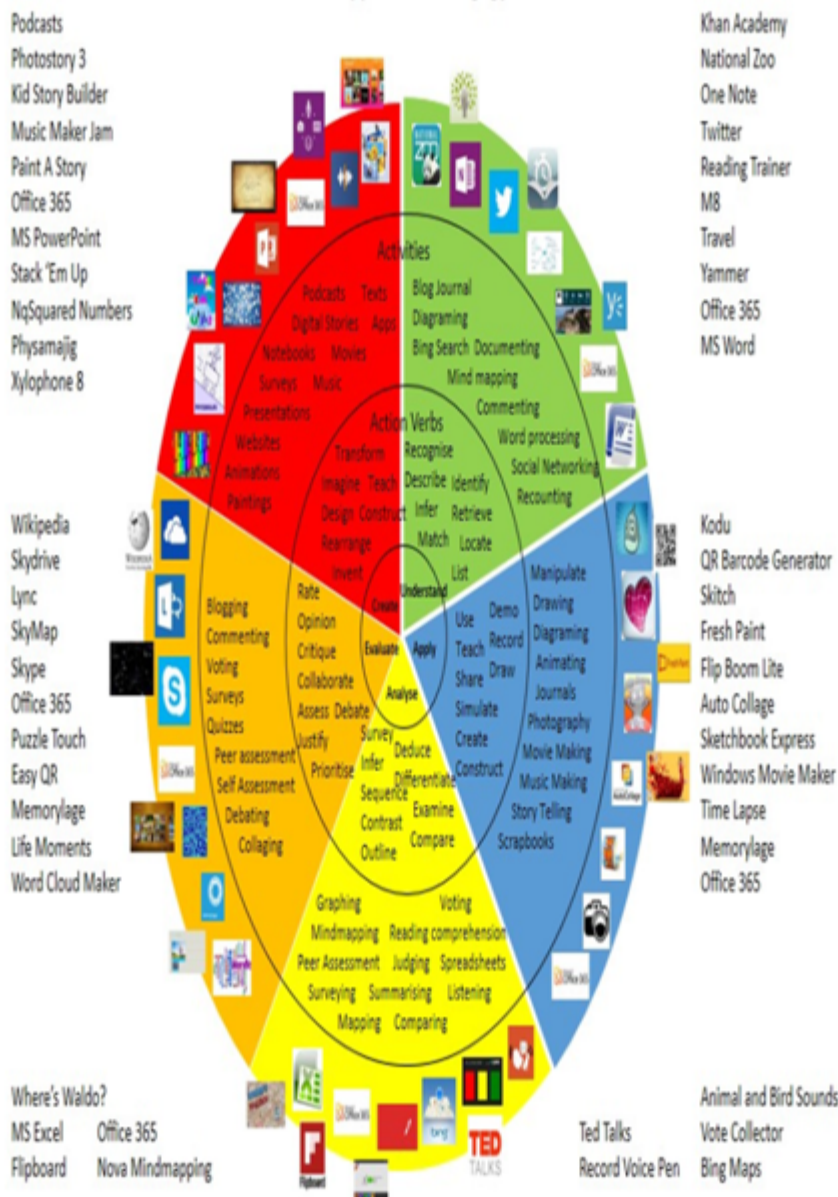 Podcasts
Photostory 3
Kid Story Builder
Music Maker Jam
Paint A Story
Office 365
MS PowerPoint
Stack 'Em Up
NqSquared Numbers
Physamajig
Xylophone 8
Khan Academy
National Zoo
One Note
Twitter
Reading Trainer
M8
Travel
Yammer
Office 365
MS Word
Activities
Podcasts Texts
Digital Stories Apps
Notebooks Movies
Surveys Music
Presentations
Websites
Animations
Paintings
Blog Journal
Diagraming
Bing Search Documenting
Mind mapping
Commenting
Word processing
Social Networking
Recounting
Action Verbs
Transform
Imagine Teach
Design Construct
Rearrange
Invent
Create
Recognise
Describe Identify
Infer Retrieve
Match Locate
List
Understand
Wikipedia
Skydrive
Lync
SkyMap
Skype
Office 365
Puzzle Touch
Easy QR
Memorylage
Life Moments
Word Cloud Maker
Blogging
Commenting
Voting
Surveys
Quizzes
Peer assessment
Self Assessment
Debating
Collaging
Rate
Opinion
Critique
Collaborate
Assess Debate
Justify
Prioritise
Evaluate
Apply
Analyse
Use Demo
Teach Record
Share Draw
Simulate
Create
Construct
Manipulate
Drawing
Diagraming
Animating
Journals
Photography
Movie Making
Music Making
Story Telling
Scrapbooks
Kodu
QR Barcode Generator
Skitch
Fresh Paint
Flip Boom Lite
Auto Collage
Sketchbook Express
Windows Movie Maker
Time Lapse
Memorylage
Office 365
Survey
Deduce
Infer
Differentiate
Sequence
Examine
Contrast
Compare
Outline
Graphing Voting
Mindmapping Reading comprehension
Peer Assessment Judging Spreadsheets
Surveying Summarising Listening
Mapping Comparing
Office 365
bing
TED
TALKS
Flipboard
Where's Waldo?
MS Excel Office 365
Flipboard Nova Mindmapping
Ted Talks
Record Voice Pen
Animal and Bird Sounds
Vote Collector
Bing Maps